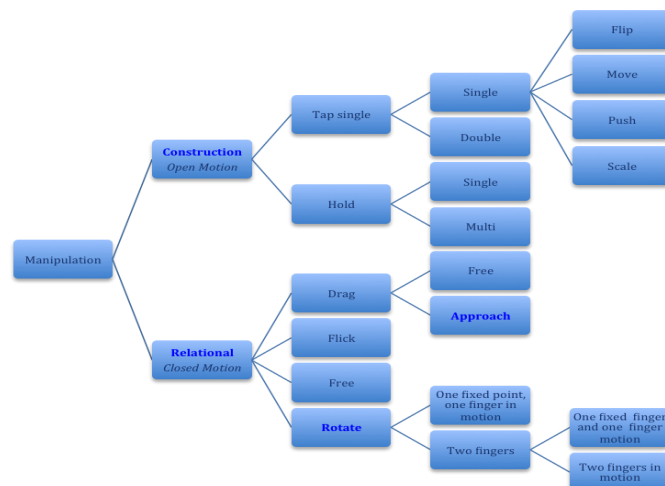 Manipulation
Construction
Open Motion
Tap single
Single
Flip
Move
Push
Scale
Double
Hold
Single
Multi
Relational
Closed Motion
Drag
Free
Approach
Flick
Free
Rotate
One fixed point,
one finger in
motion
Two fingers
One fixed finger
and one finger
motion
Two fingers in
motion